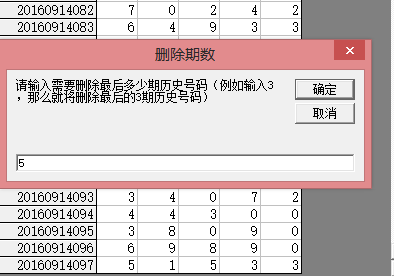 20160914082 7 0 2 4 2
20160914083 6 4 9 3 3
删除期数
请输入需要删除最后多少期历史号码（例如输入3
，那么就将删除最后的3期历史号码）
确定
取消
5
20160914093 3 4 0 7 2
20160914094 4 4 3 0 0
20160914095 3 8 0 9 0
20160914096 6 9 8 9 0
20160914097 5 1 5 3 3